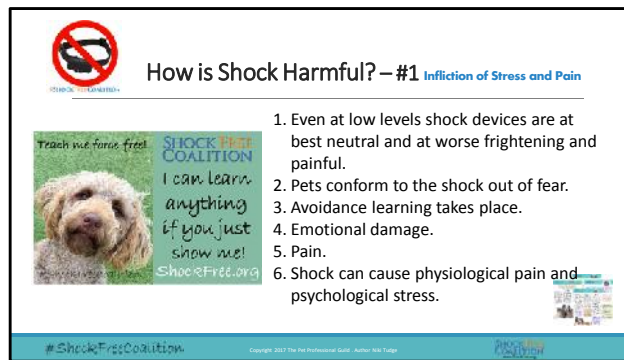 How is Shock Harmful? – #1 Infliction of Stress and Pain
Teach me force free!
SHOCK FREE
COALITION
I can learn
anything
if you just
show me!
ShockFree.org
1. Even at low levels shock devices are at
best neutral and at worse frightening and
painful.
2. Pets conform to the shock out of fear.
3. Avoidance learning takes place.
4. Emotional damage.
5. Pain.
6. Shock can cause physiological pain and
psychological stress.
#ShockFreeCoalition
Copyright 2017 The Pet Professional Guild . Author Niki Tudge
SHOCK FREE
COALITION